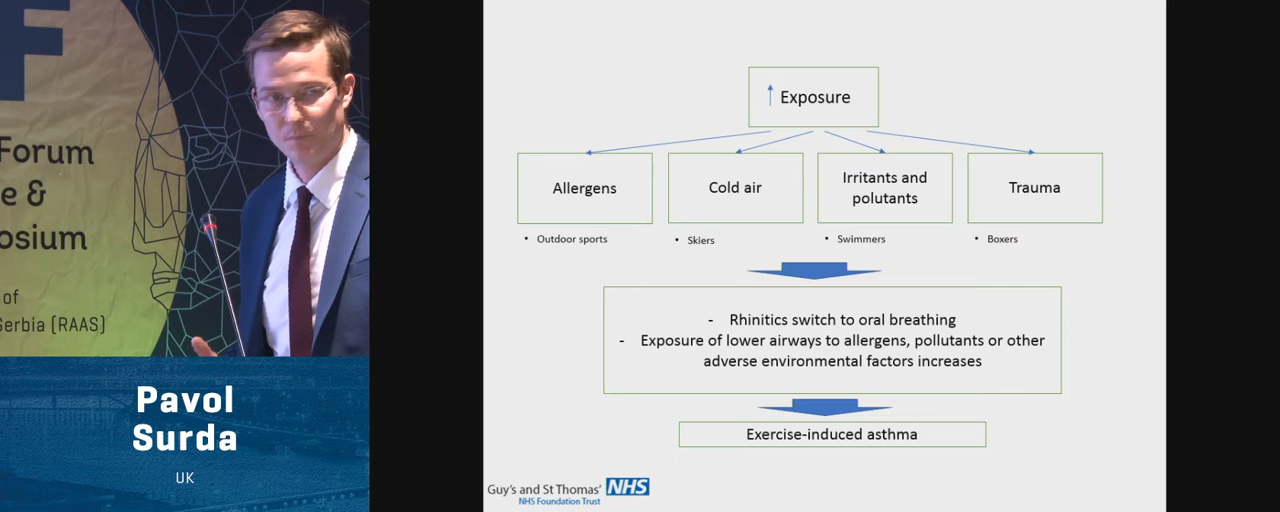 F
Forum
e &
osium
of
Serbia (RAAS)
Pavol
Surda
UK
Exposure
Allergens
Cold air
Irritants and
polutants
Trauma
• Outdoor sports
• Skiers
• Swimmers
• Boxers
- Rhinitics switch to oral breathing
- Exposure of lower airways to allergens, pollutants or other
adverse environmental factors increases
Exercise-induced asthma
Guy's and St Thomas' NHS
NHS Foundation Trust